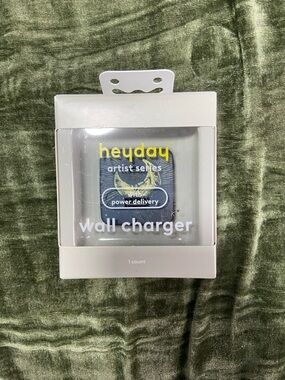 heyday
artist series
power delivery
wall charger
1 count